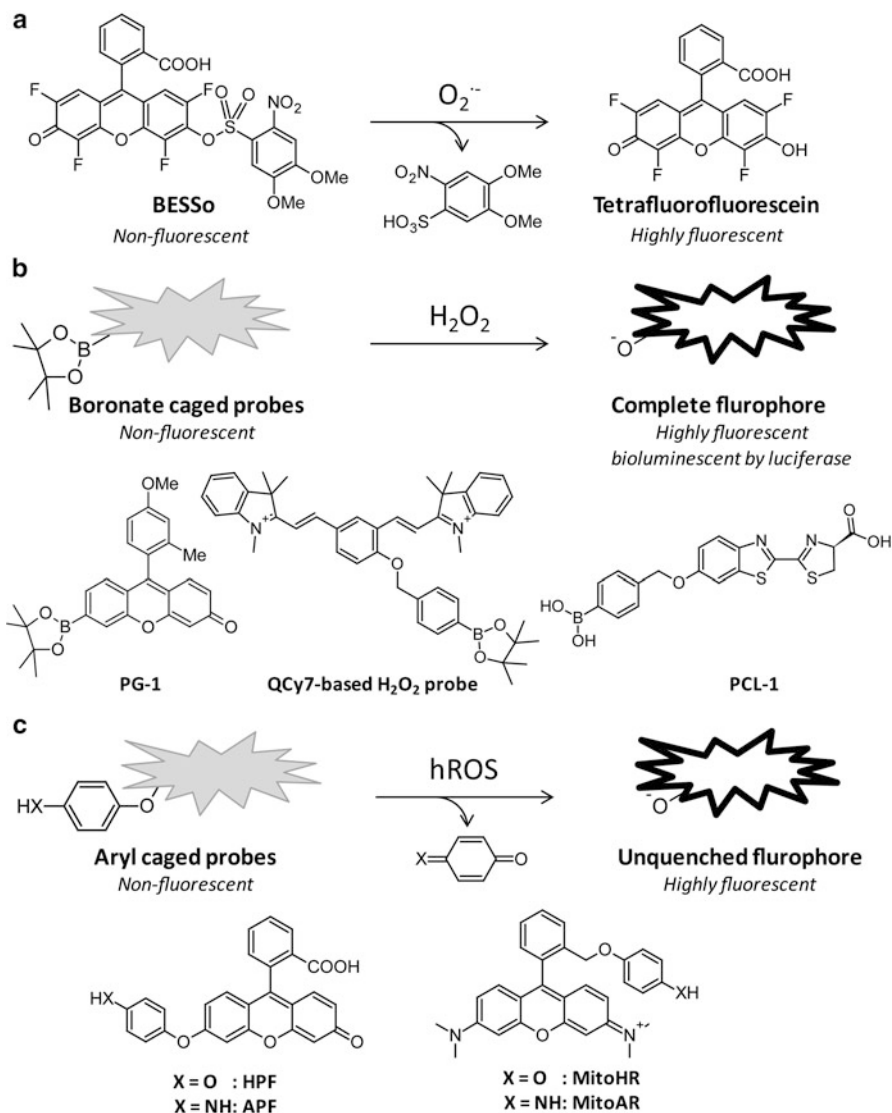 a
COOH
F
F
O O
S
NO2
O
O
O
F
F
OMe
OMe
BESSo
Non-fluorescent
O2·-
NO2
OMe
HO3S
OMe
COOH
F
F
O
O
OH
F
F
Tetrafluorofluorescein
Highly fluorescent
b
O
B
O
Boronate caged probes
Non-fluorescent
H2O2
-O
Complete flurophore
Highly fluorescent
bioluminescent by luciferase
OMe
Me
O
B
O
O
O
PG-1
N+
Me
N+
O
B
O
O
QCy7-based H2O2 probe
HO
B
OH
O
N
S
N
S
O
OH
PCL-1
c
HX
O
Aryl caged probes
Non-fluorescent
hROS
X
O
-O
Unquenched flurophore
Highly fluorescent
COOH
HX
O
O
O
X = O : HPF
X = NH: APF
O
XH
N
O
N+
X = O : MitoHR
X = NH: MitoAR